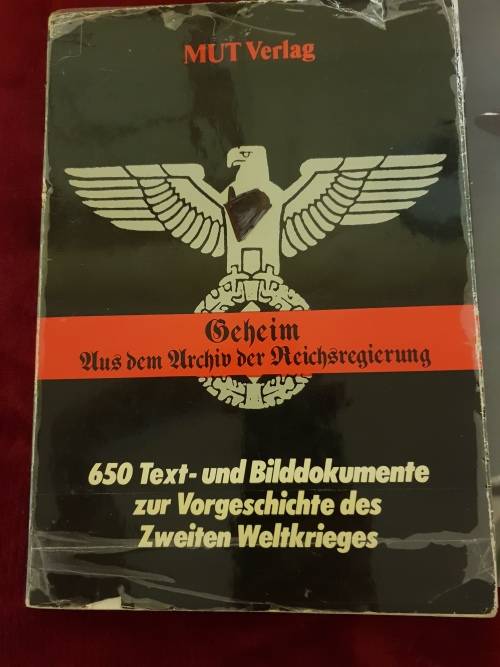 MUT Verlag
Geheim
Aus dem Archiv der Reichsregierung
650 Text- und Bilddokumente
zur Vorgeschichte des
Zweiten Weltkrieges